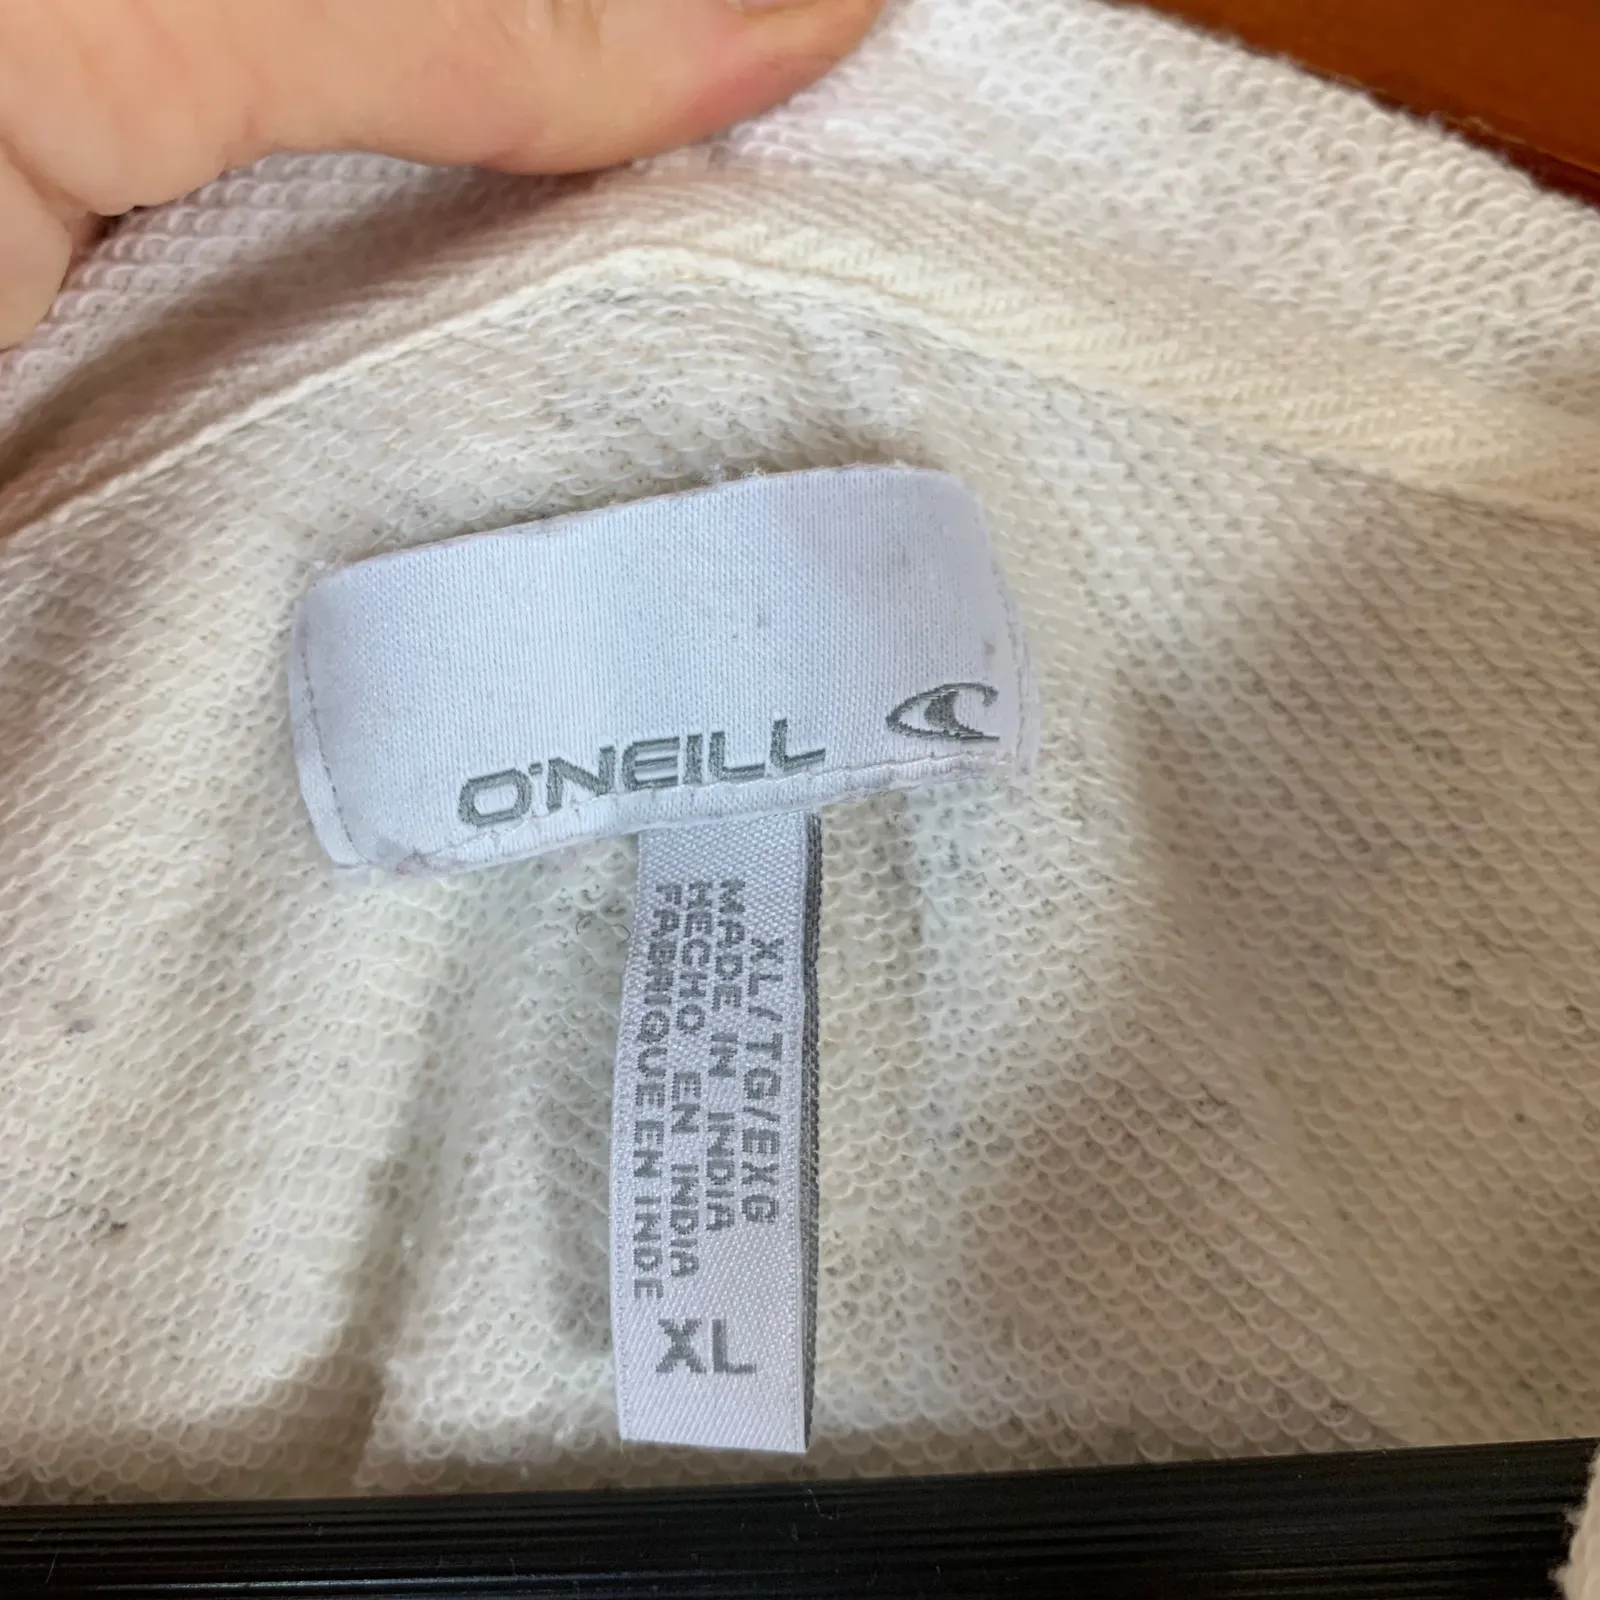 O'NEILL
XL/TG/EXG
MADE IN INDIA
HECHO EN INDIA
FABRIQUE EN INDE
XL